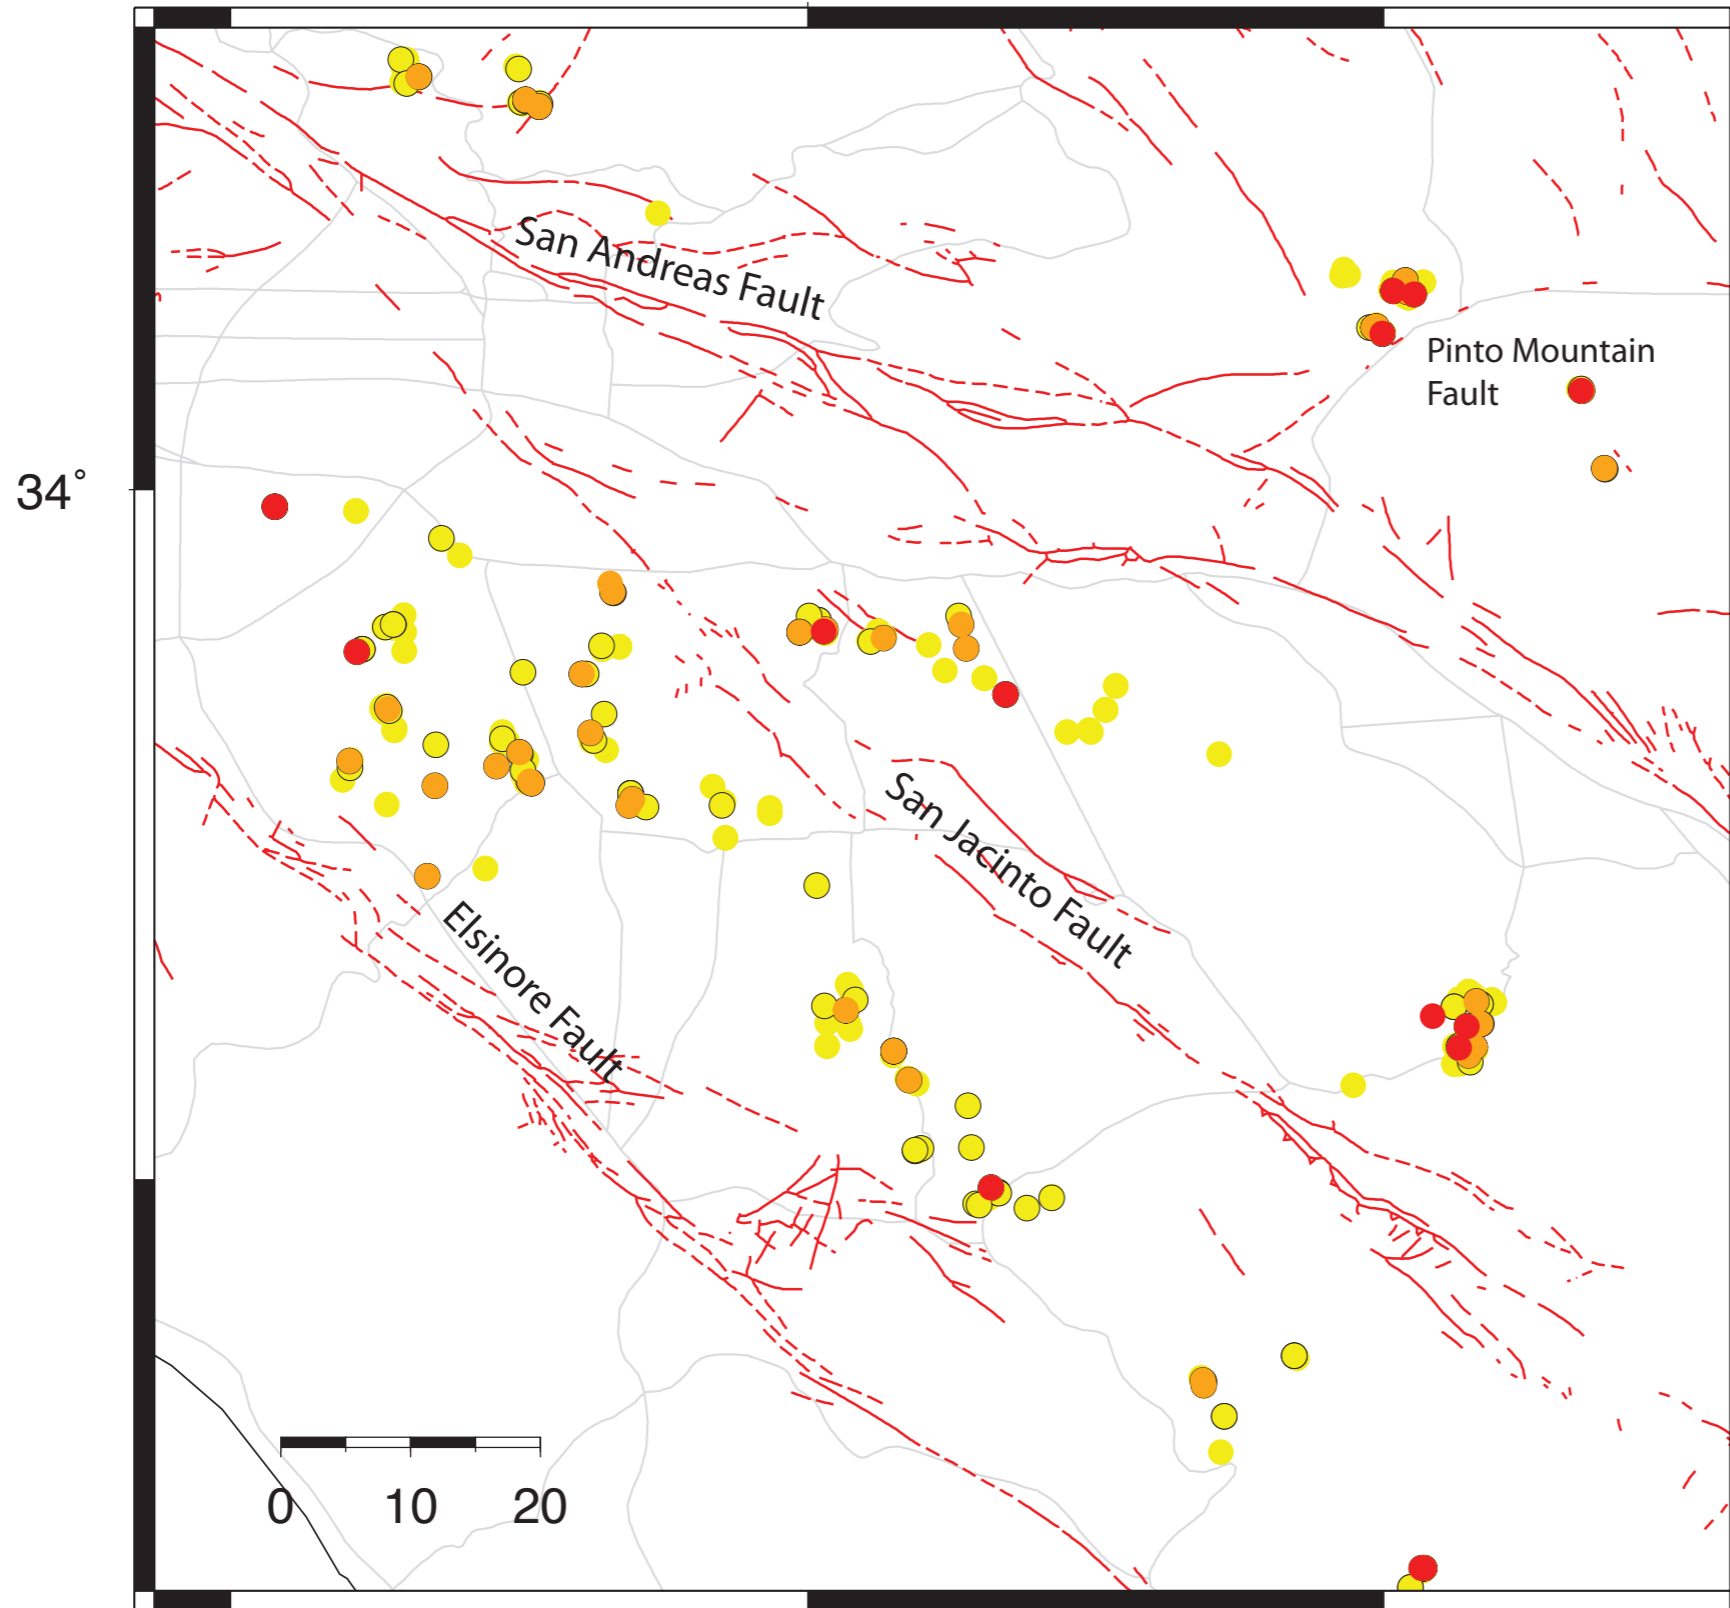 San Andreas Fault
Pinto Mountain
Fault
34˚
San Jacinto Fault
Elsinore Fault
0 10 20